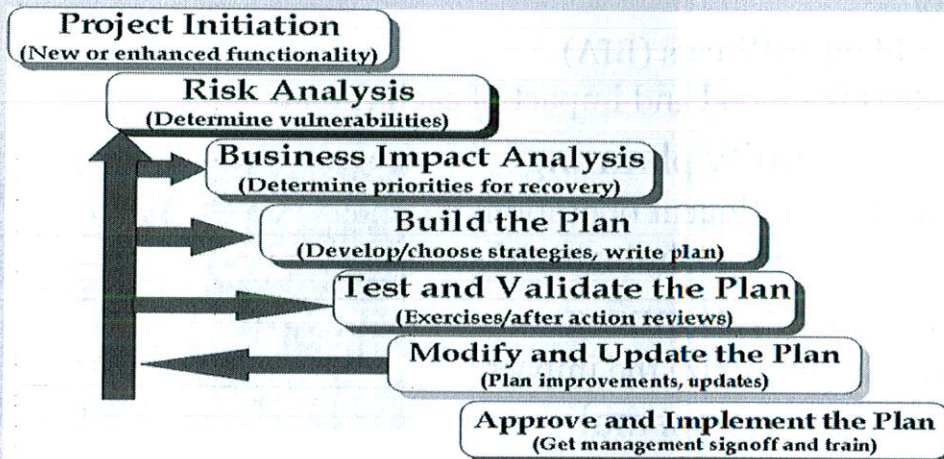 Project Initiation
(New or enhanced functionality)
Risk Analysis
(Determine vulnerabilities)
Business Impact Analysis
(Determine priorities for recovery)
Build the Plan
(Develop/choose strategies, write plan)
Test and Validate the Plan
(Exercises/after action reviews)
Modify and Update the Plan
(Plan improvements, updates)
Approve and Implement the Plan
(Get management signoff and train)